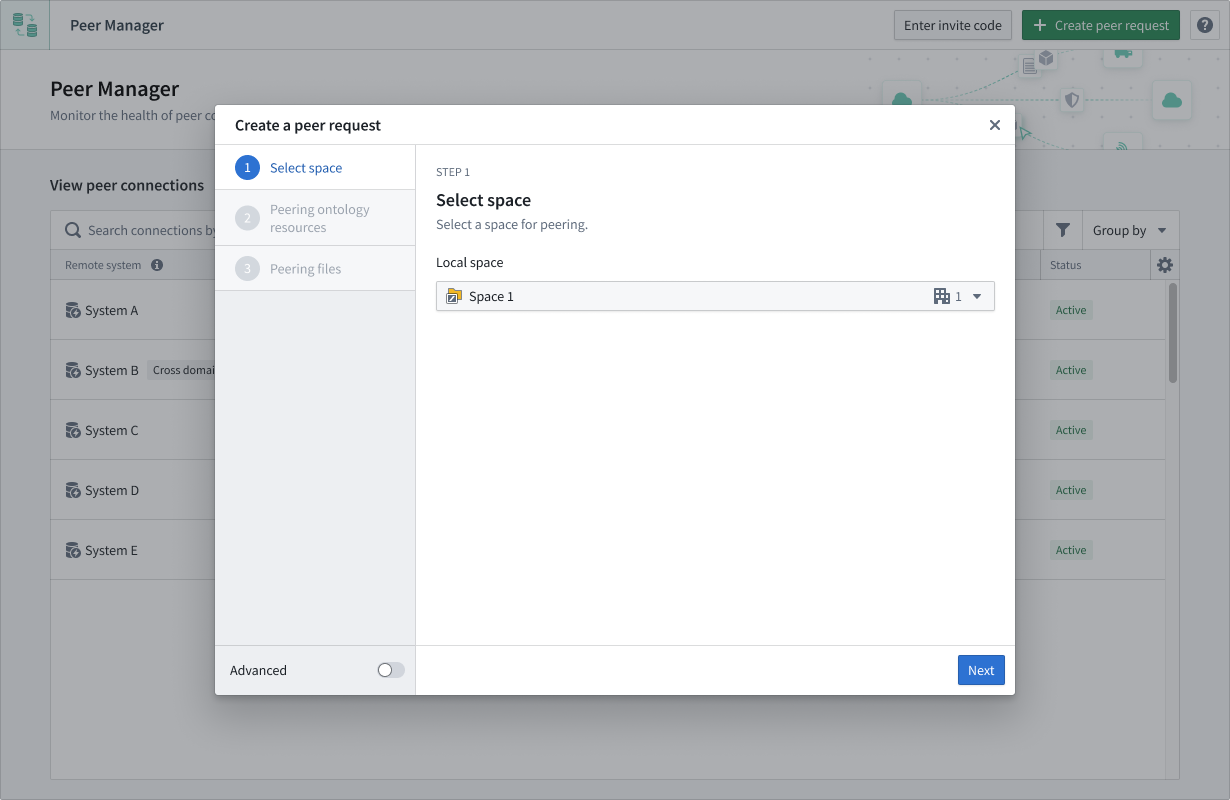 Peer Manager
Enter invite code
Create peer request
Peer Manager
Monitor the health of peer
View peer connections
Search connections by
Group by
Remote system
Status
System A
Active
System B
Cross domai
Active
System C
Active
System D
Active
System E
Active
Create a peer request
1
Select space
2
Peering ontology
resources
3
Peering files
STEP 1
Select space
Select a space for peering.
Local space
Space 1
1
Advanced
Next